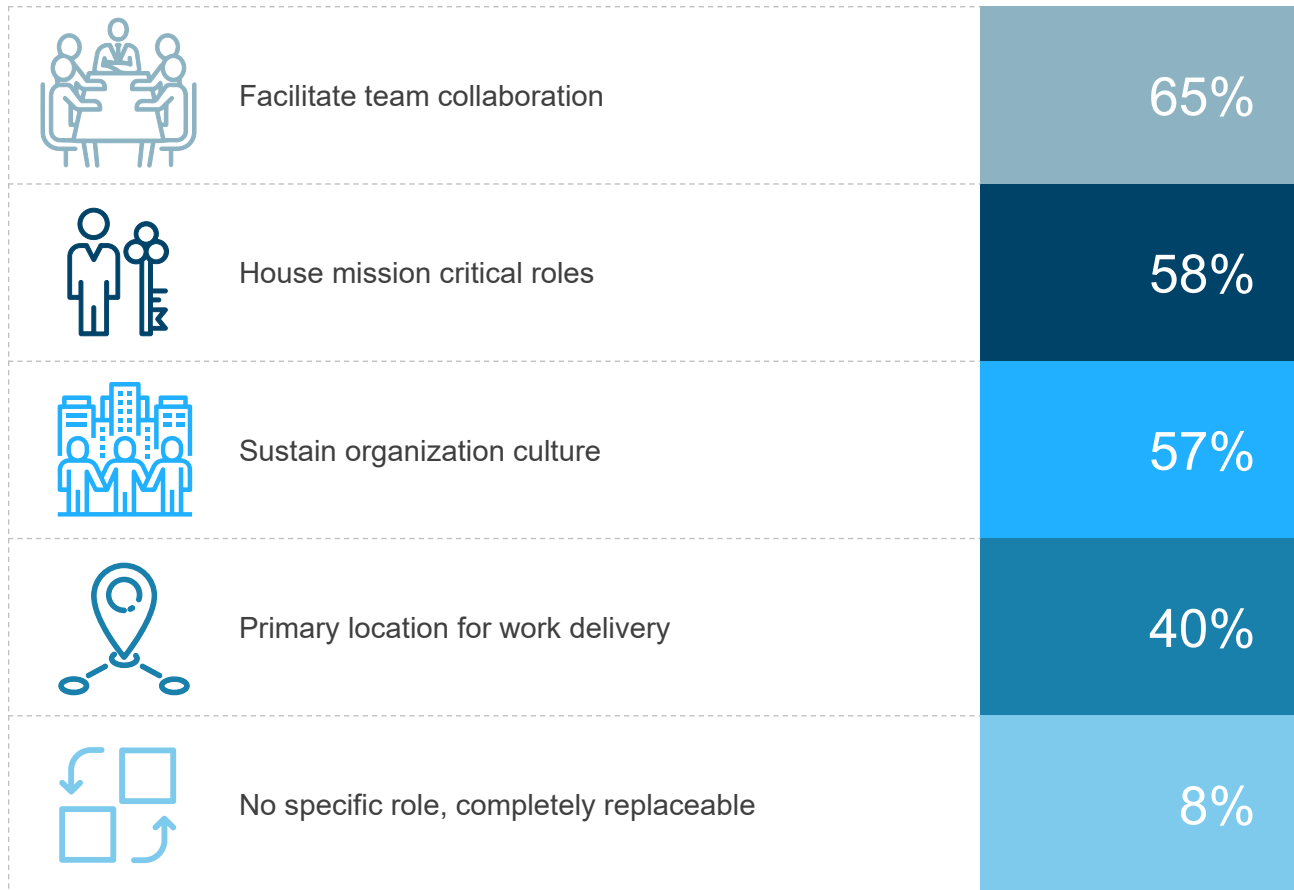 Facilitate team collaboration
65%
House mission critical roles
58%
Sustain organization culture
57%
Primary location for work delivery
40%
No specific role, completely replaceable
8%